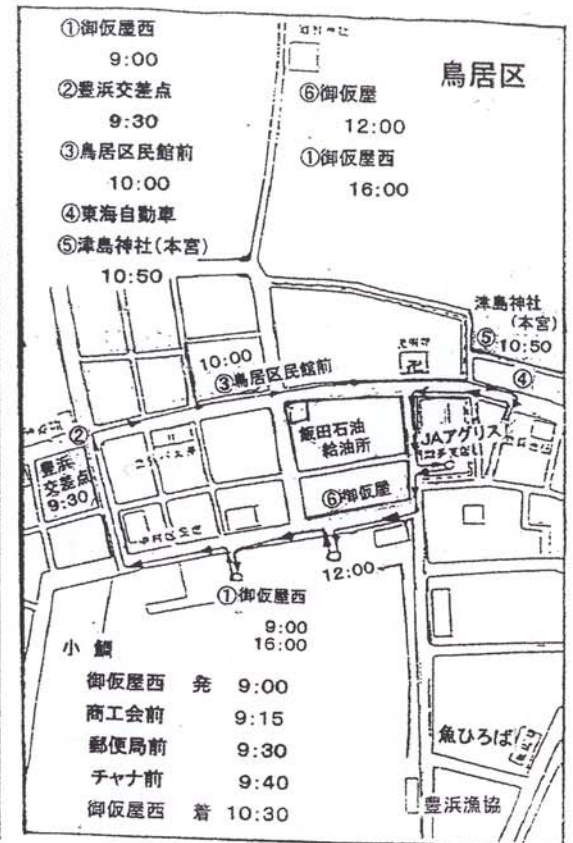 ①御仮屋西
9:00
②豊浜交差点
9:30
③鳥居区民館前
10:00
④東海自動車
⑤津島神社(本宮)
10:50
鳥居区
⑥御仮屋
12:00
①御仮屋西
16:00
津島神社
(本宮)
⑤ 10:50
④
10:00
③鳥居区民館前
②
豊浜
交差点
9:30
飯田石油
給油所
JAアグリス
⑥御仮屋
12:00
①御仮屋西
9:00
16:00
小鯛
御仮屋西 発 9:00
商工会前 9:15
郵便局前 9:30
チャナ前 9:40
御仮屋西 着 10:30
魚ひろば
豊浜漁協